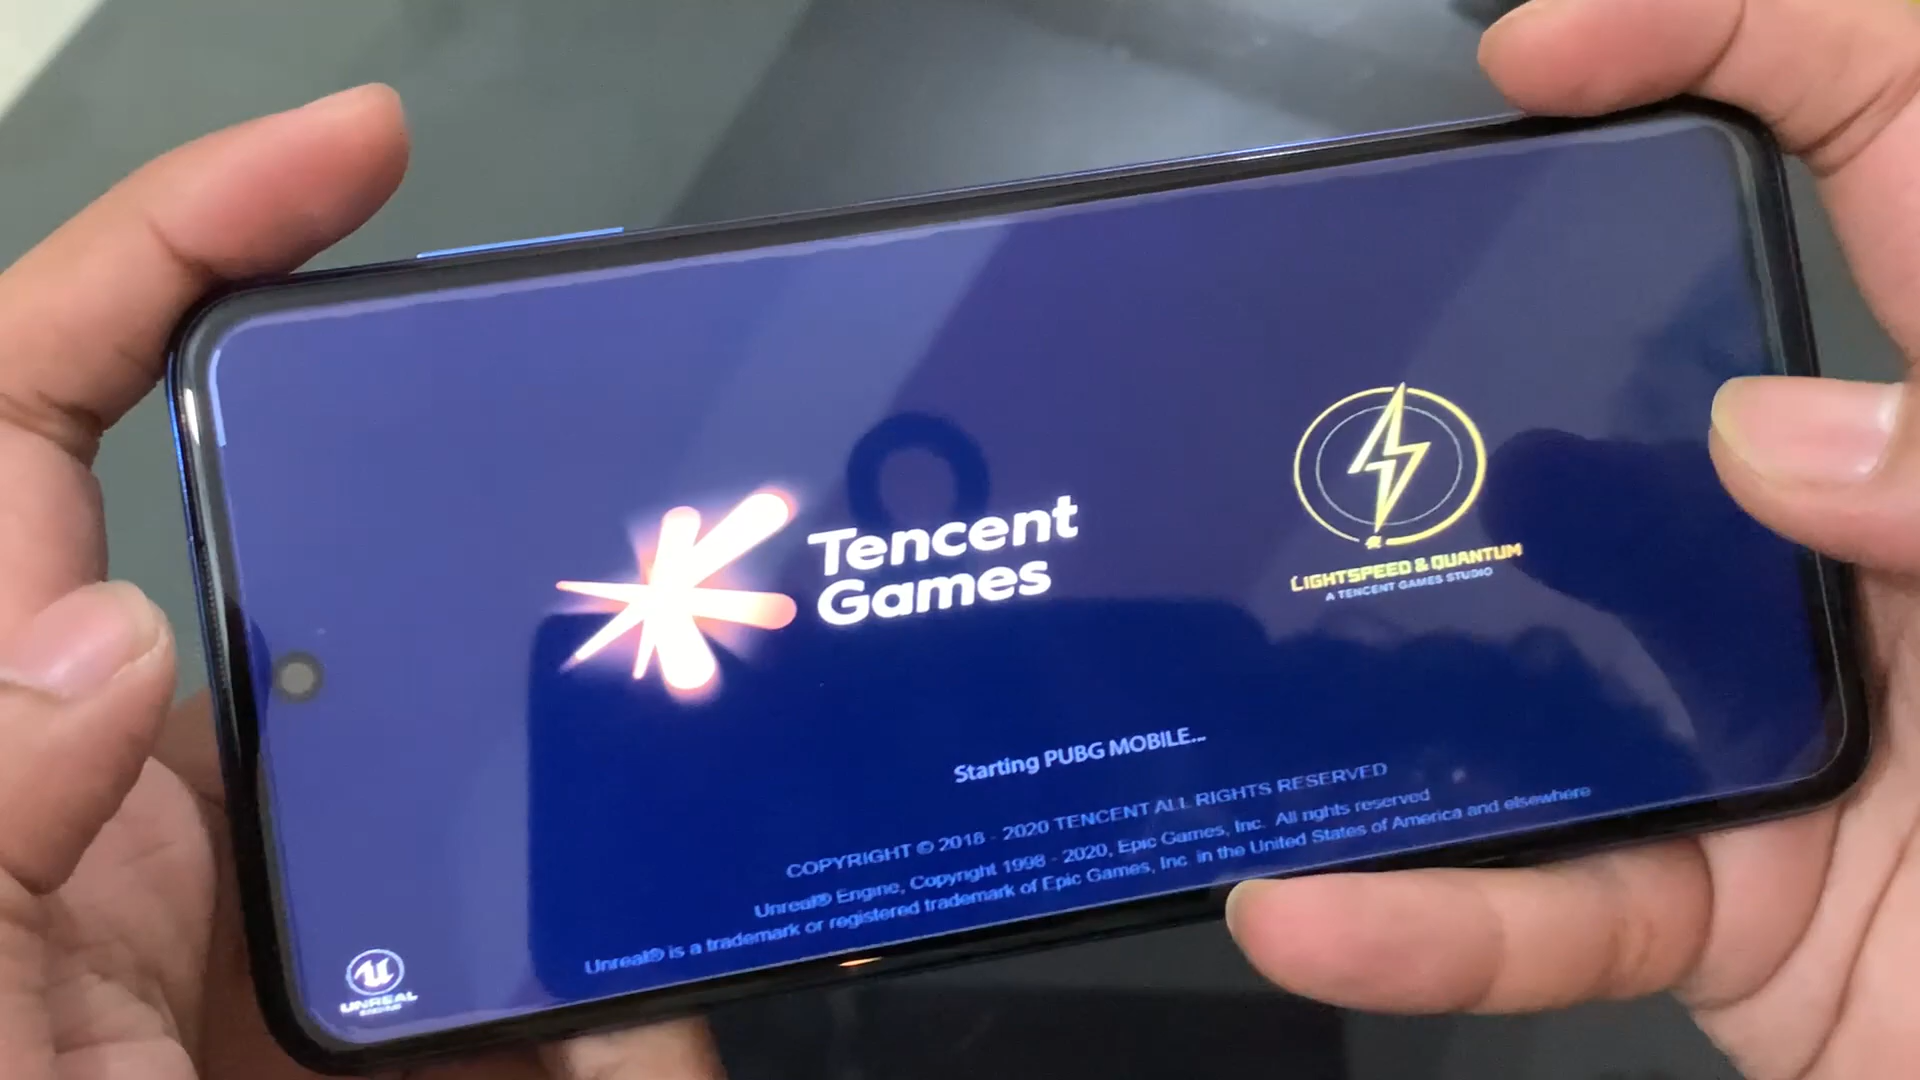 Tencent
Games
LIGHTSPEED & QUANTUM
A TENCENT GAMES STUDIO
Starting PUBG MOBILE...
COPYRIGHT © 2018 - 2020 TENCENT ALL RIGHTS RESERVED
Unreal® Engine, Copyright 1998 - 2020, Epic Games, Inc. All rights reserved
Unreal® is a trademark or registered trademark of Epic Games, Inc. in the United States of America and elsewhere
UNREAL
ENGINE